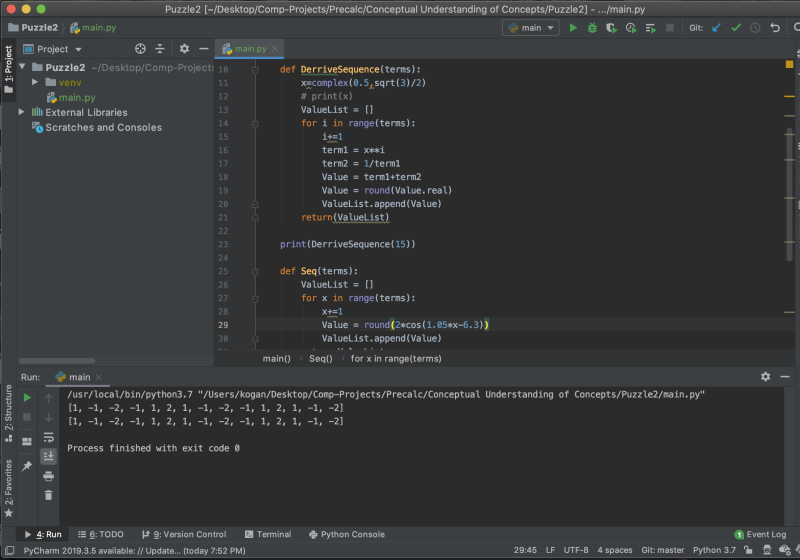 Puzzle2 [~/Desktop/Comp-Projects/Precalc/Conceptual Understanding of Concepts/Puzzle2] - .../main.py
Puzzle2 main.py
main
Git:
1: Project
Project
main.py
Puzzle2 ~/Desktop/Comp-Projects
venv
main.py
External Libraries
Scratches and Consoles
10 def DerriveSequence(terms):
11 x=complex(0.5,sqrt(3)/2)
12 # print(x)
13 ValueList = []
14 for i in range(terms):
15 i+=1
16 term1 = x**i
17 term2 = 1/term1
18 Value = term1+term2
19 Value = round(Value.real)
20 ValueList.append(Value)
21 return(ValueList)
22
23 print(DerriveSequence(15))
24
25 def Seq(terms):
26 ValueList = []
27 for x in range(terms):
28 x+=1
29 Value = round(2*cos(1.05*x-6.3))
30 ValueList.append(Value)
main() › Seq() › for x in range(terms)
Run: main
/usr/local/bin/python3.7 "/Users/kogan/Desktop/Comp-Projects/Precalc/Conceptual Understanding of Concepts/Puzzle2/main.py"
[1, -1, -2, -1, 1, 2, 1, -1, -2, -1, 1, 2, 1, -1, -2]
[1, -1, -2, -1, 1, 2, 1, -1, -2, -1, 1, 2, 1, -1, -2]
Process finished with exit code 0
7: Structure
2: Favorites
4: Run 6: TODO 9: Version Control Terminal Python Console 1 Event Log
PyCharm 2019.3.5 available: // Update... (today 7:52 PM) 29:45 LF UTF-8 4 spaces Git: master Python 3.7